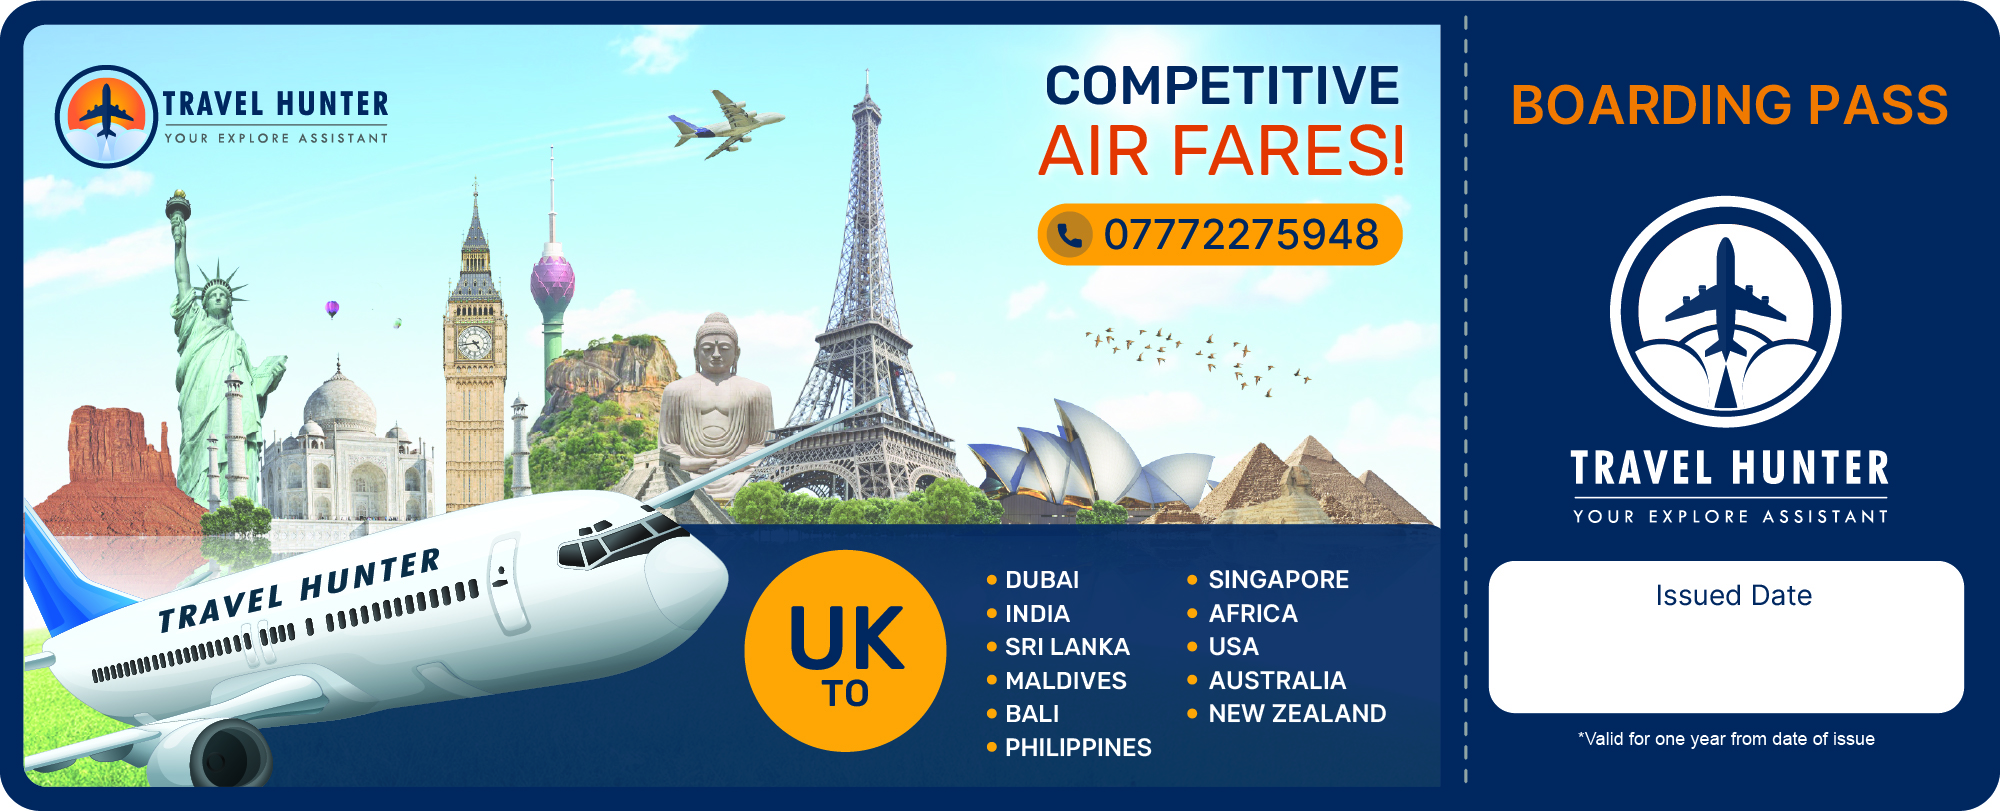 TRAVEL HUNTER
YOUR EXPLORE ASSISTANT
COMPETITIVE
AIR FARES!
07772275948
TRAVEL HUNTER
UK
TO
DUBAI
INDIA
SRI LANKA
MALDIVES
BALI
PHILIPPINES
SINGAPORE
AFRICA
USA
AUSTRALIA
NEW ZEALAND
BOARDING PASS
TRAVEL HUNTER
YOUR EXPLORE ASSISTANT
Issued Date
*Valid for one year from date of issue